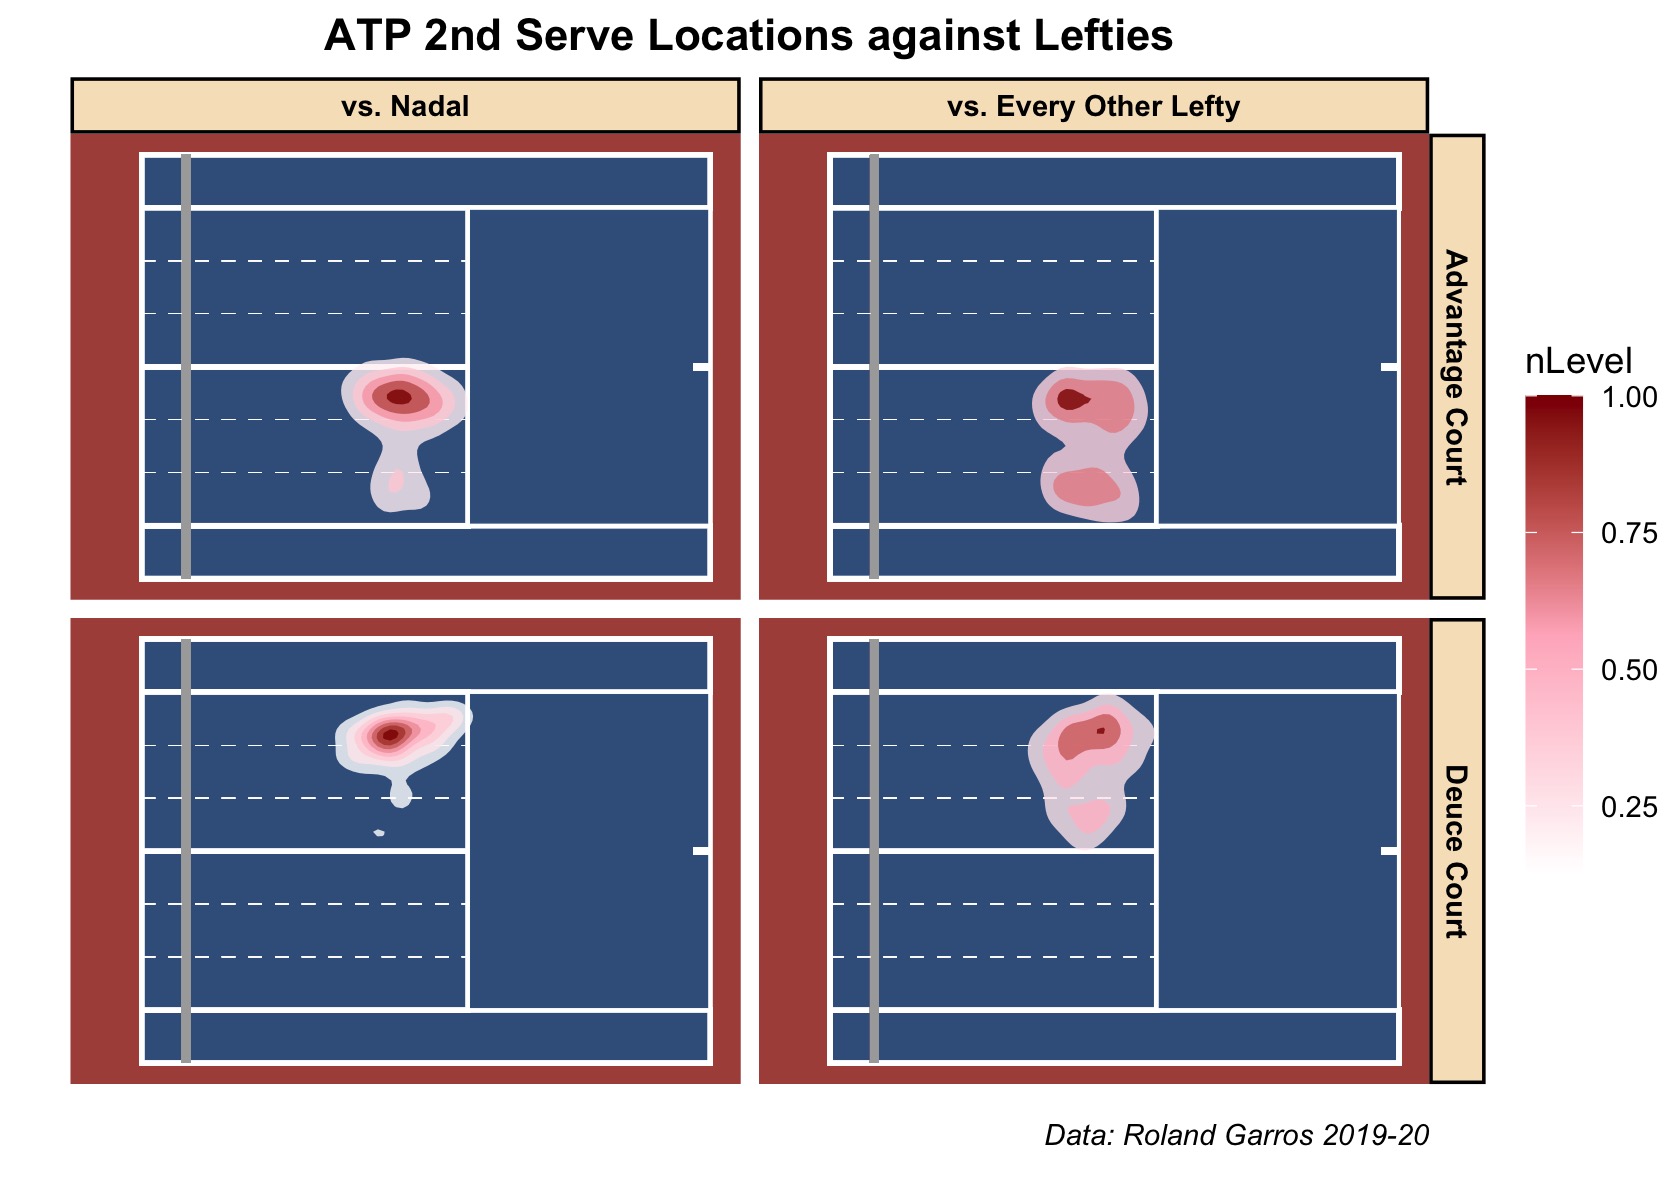 ATP 2nd Serve Locations against Lefties
vs. Nadal
vs. Every Other Lefty
Advantage Court
Deuce Court
nLevel
1.00
0.75
0.50
0.25
Data: Roland Garros 2019-20